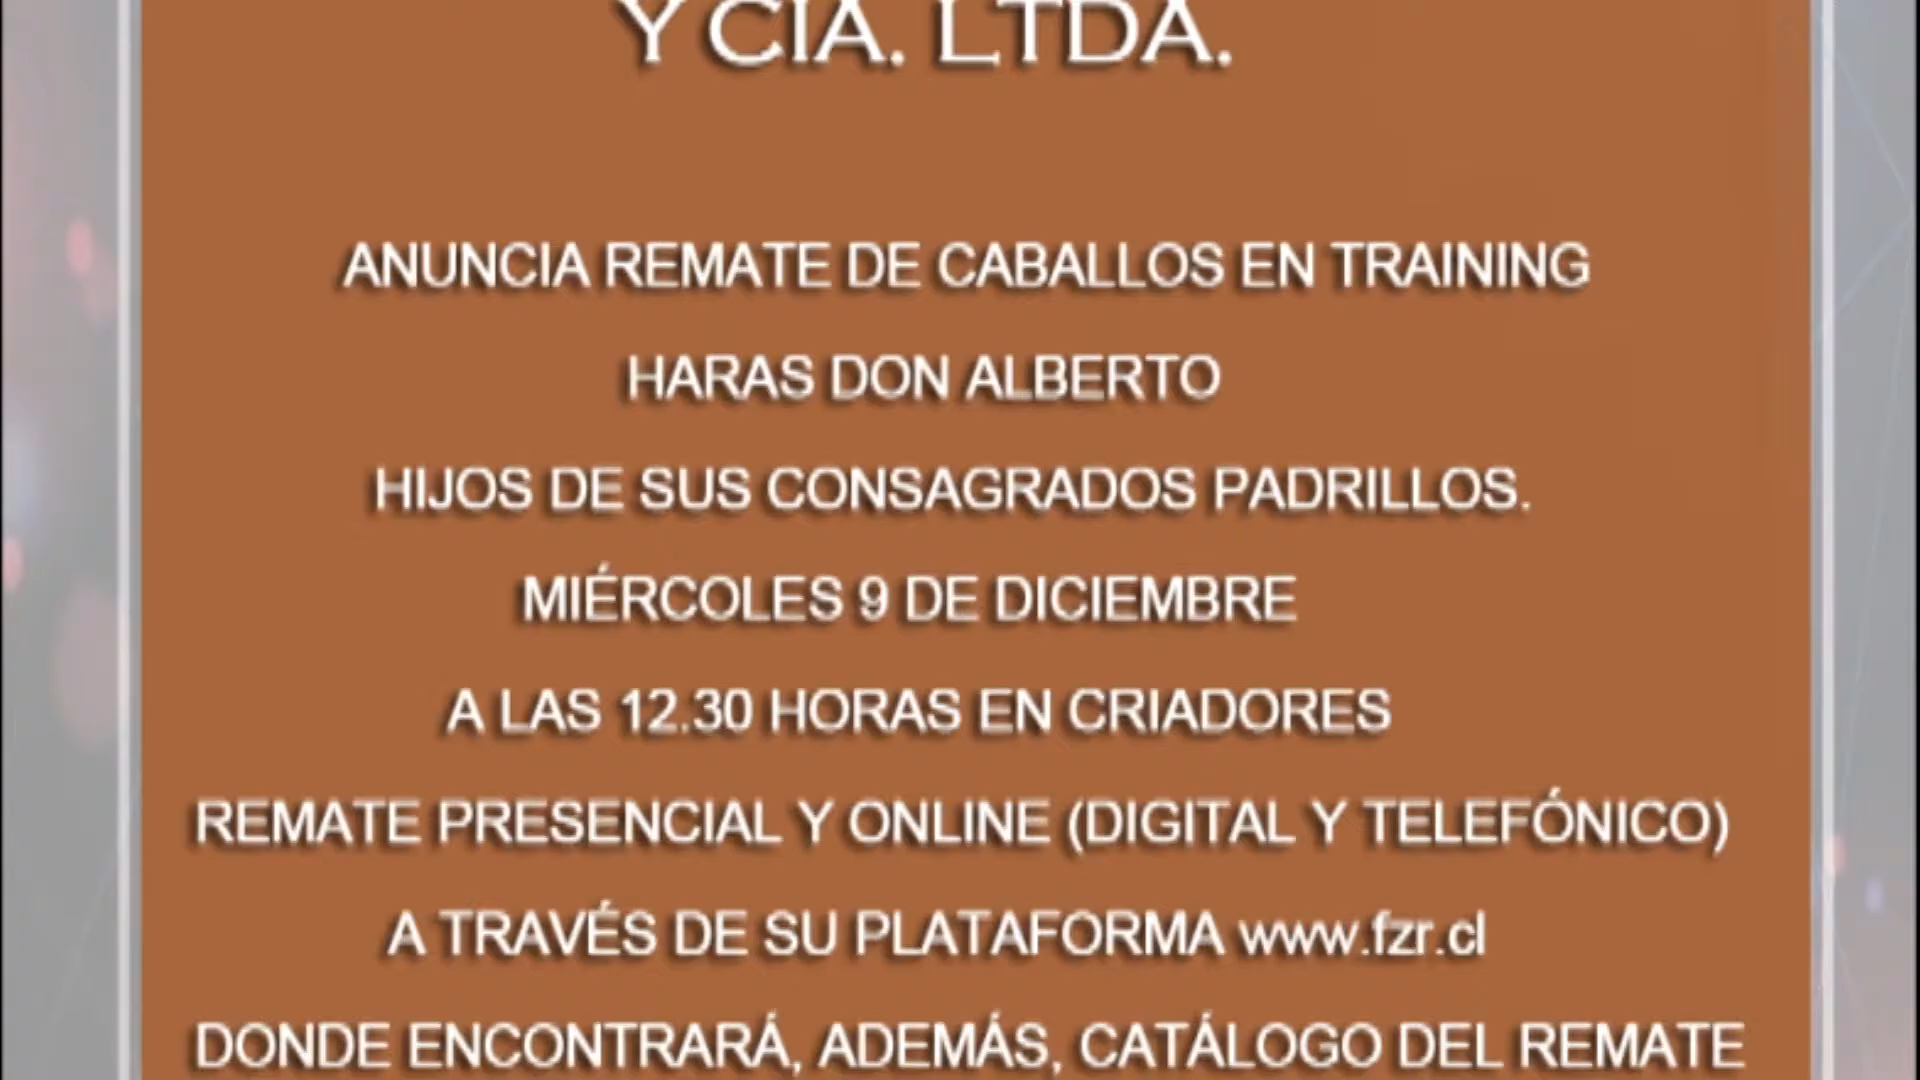 Y CIA. LTDA.
ANUNCIA REMATE DE CABALLOS EN TRAINING
HARAS DON ALBERTO
HIJOS DE SUS CONSAGRADOS PADRILLOS.
MIÉRCOLES 9 DE DICIEMBRE
A LAS 12.30 HORAS EN CRIADORES
REMATE PRESENCIAL Y ONLINE (DIGITAL Y TELEFÓNICO)
A TRAVÉS DE SU PLATAFORMA www.fzr.cl
DONDE ENCONTRARÁ, ADEMÁS, CATÁLOGO DEL REMATE